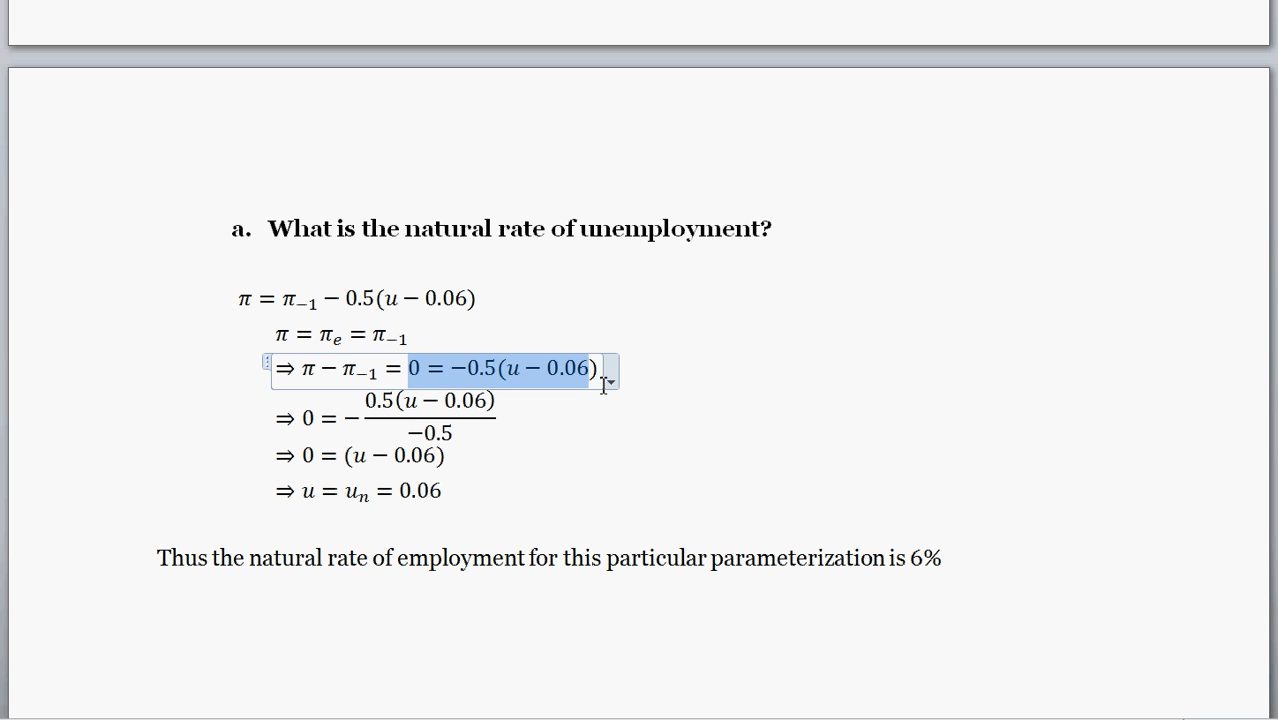 a. What is the natural rate of unemployment?
π = π₋₁ − 0.5(u − 0.06)
π = πₑ = π₋₁
⇒ π − π₋₁ = 0 = −0.5(u − 0.06)
⇒ 0 = − 0.5(u − 0.06) / −0.5
⇒ 0 = (u − 0.06)
⇒ u = uₙ = 0.06
Thus the natural rate of employment for this particular parameterization is 6%